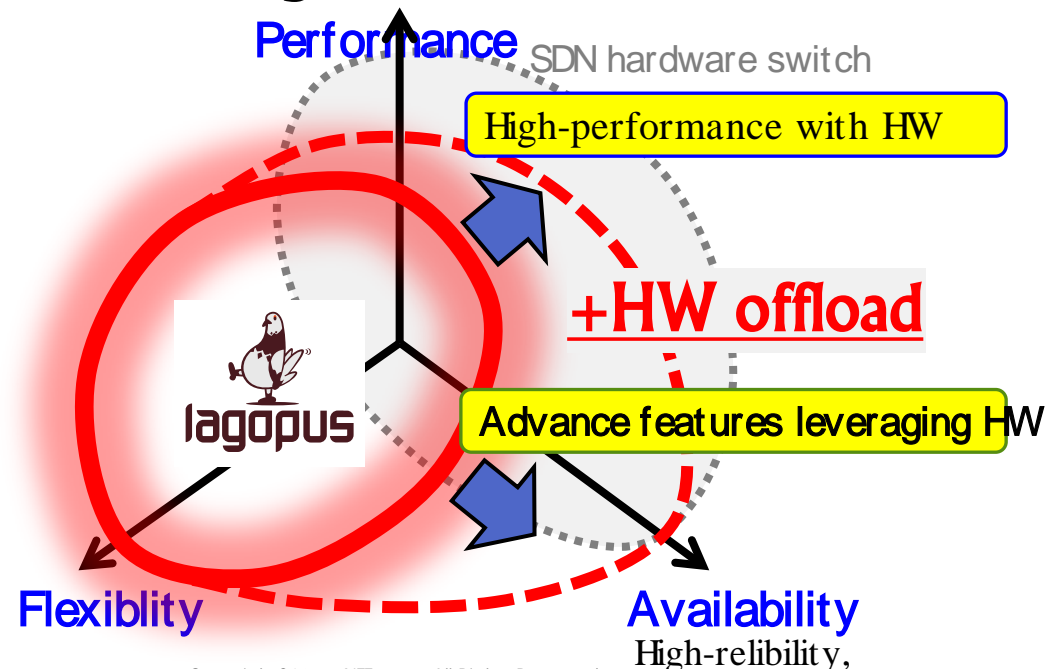 Performance
SDN hardware switch
High-performance with HW
+HW offload
lagopus
Advance features leveraging HW
Flexiblity
Availability
High-relibility,